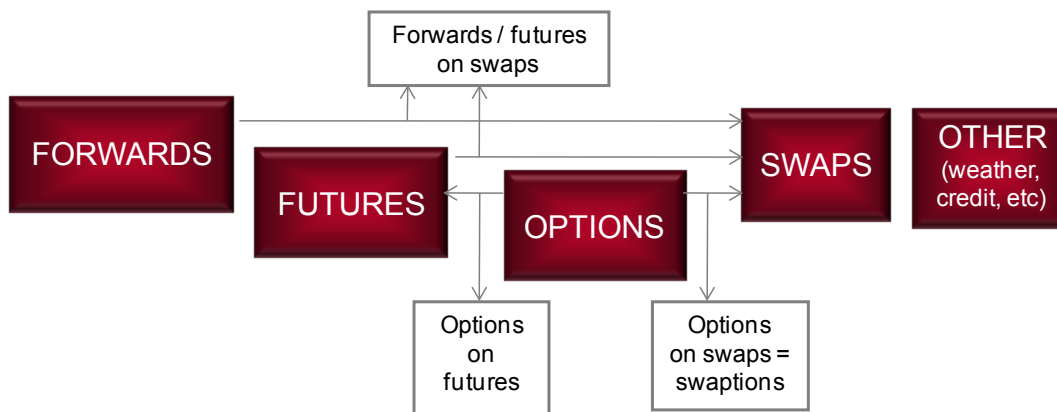 Forwards / futures
on swaps
FORWARDS
FUTURES
OPTIONS
SWAPS
OTHER
(weather,
credit, etc)
Options
on
futures
Options
on swaps =
swaptions